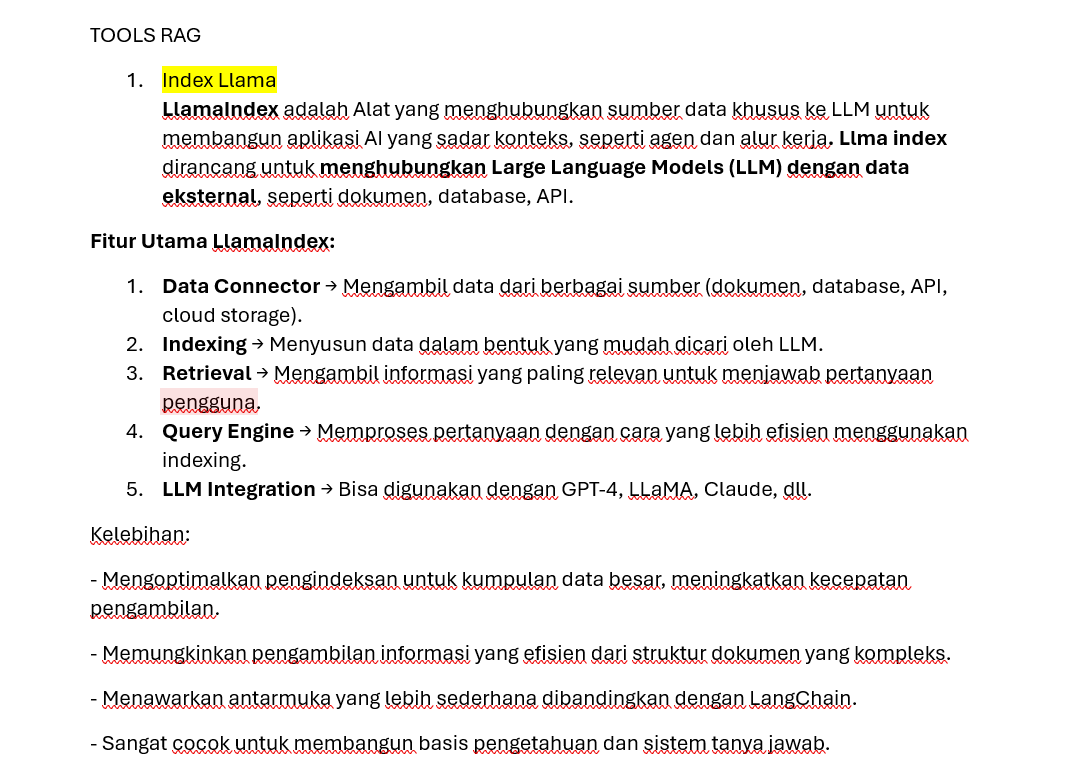 TOOLS RAG
1. Index Llama
LlamaIndex adalah Alat yang menghubungkan sumber data khusus ke LLM untuk
membangun aplikasi AI yang sadar konteks, seperti agen dan alur kerja. Llma index
dirancang untuk menghubungkan Large Language Models (LLM) dengan data
eksternal, seperti dokumen, database, API.
Fitur Utama LlamaIndex:
1. Data Connector → Mengambil data dari berbagai sumber (dokumen, database, API,
cloud storage).
2. Indexing → Menyusun data dalam bentuk yang mudah dicari oleh LLM.
3. Retrieval → Mengambil informasi yang paling relevan untuk menjawab pertanyaan
pengguna.
4. Query Engine → Memproses pertanyaan dengan cara yang lebih efisien menggunakan
indexing.
5. LLM Integration → Bisa digunakan dengan GPT-4, LLaMA, Claude, dll.
Kelebihan:
- Mengoptimalkan pengindeksan untuk kumpulan data besar, meningkatkan kecepatan
pengambilan.
- Memungkinkan pengambilan informasi yang efisien dari struktur dokumen yang kompleks.
- Menawarkan antarmuka yang lebih sederhana dibandingkan dengan LangChain.
- Sangat cocok untuk membangun basis pengetahuan dan sistem tanya jawab.